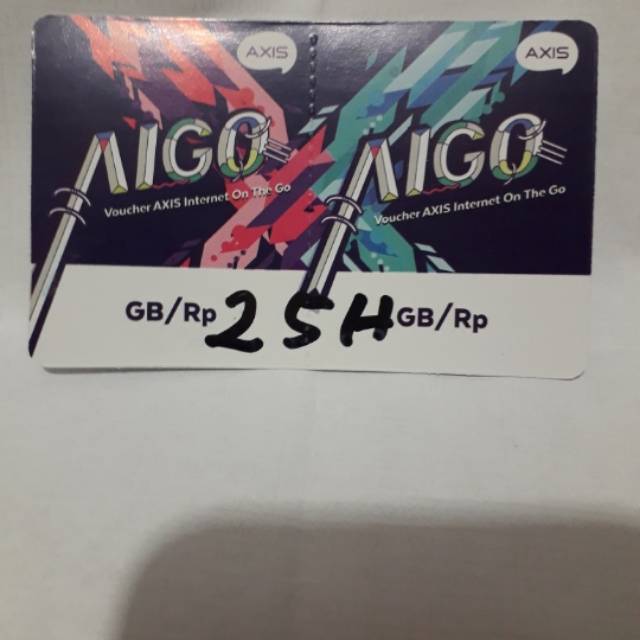 AXIS
AIGO
Voucher AXIS Internet On The Go
AXIS
AIGO
Voucher AXIS Internet On The Go
GB/Rp 25H GB/Rp